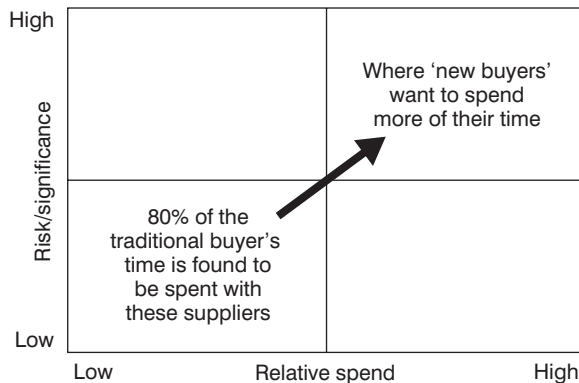 High
Where ‘new buyers’
want to spend
more of their time
Risk/significance
80% of the
traditional buyer’s
time is found to
be spent with
these suppliers
Low
Low
Relative spend
High